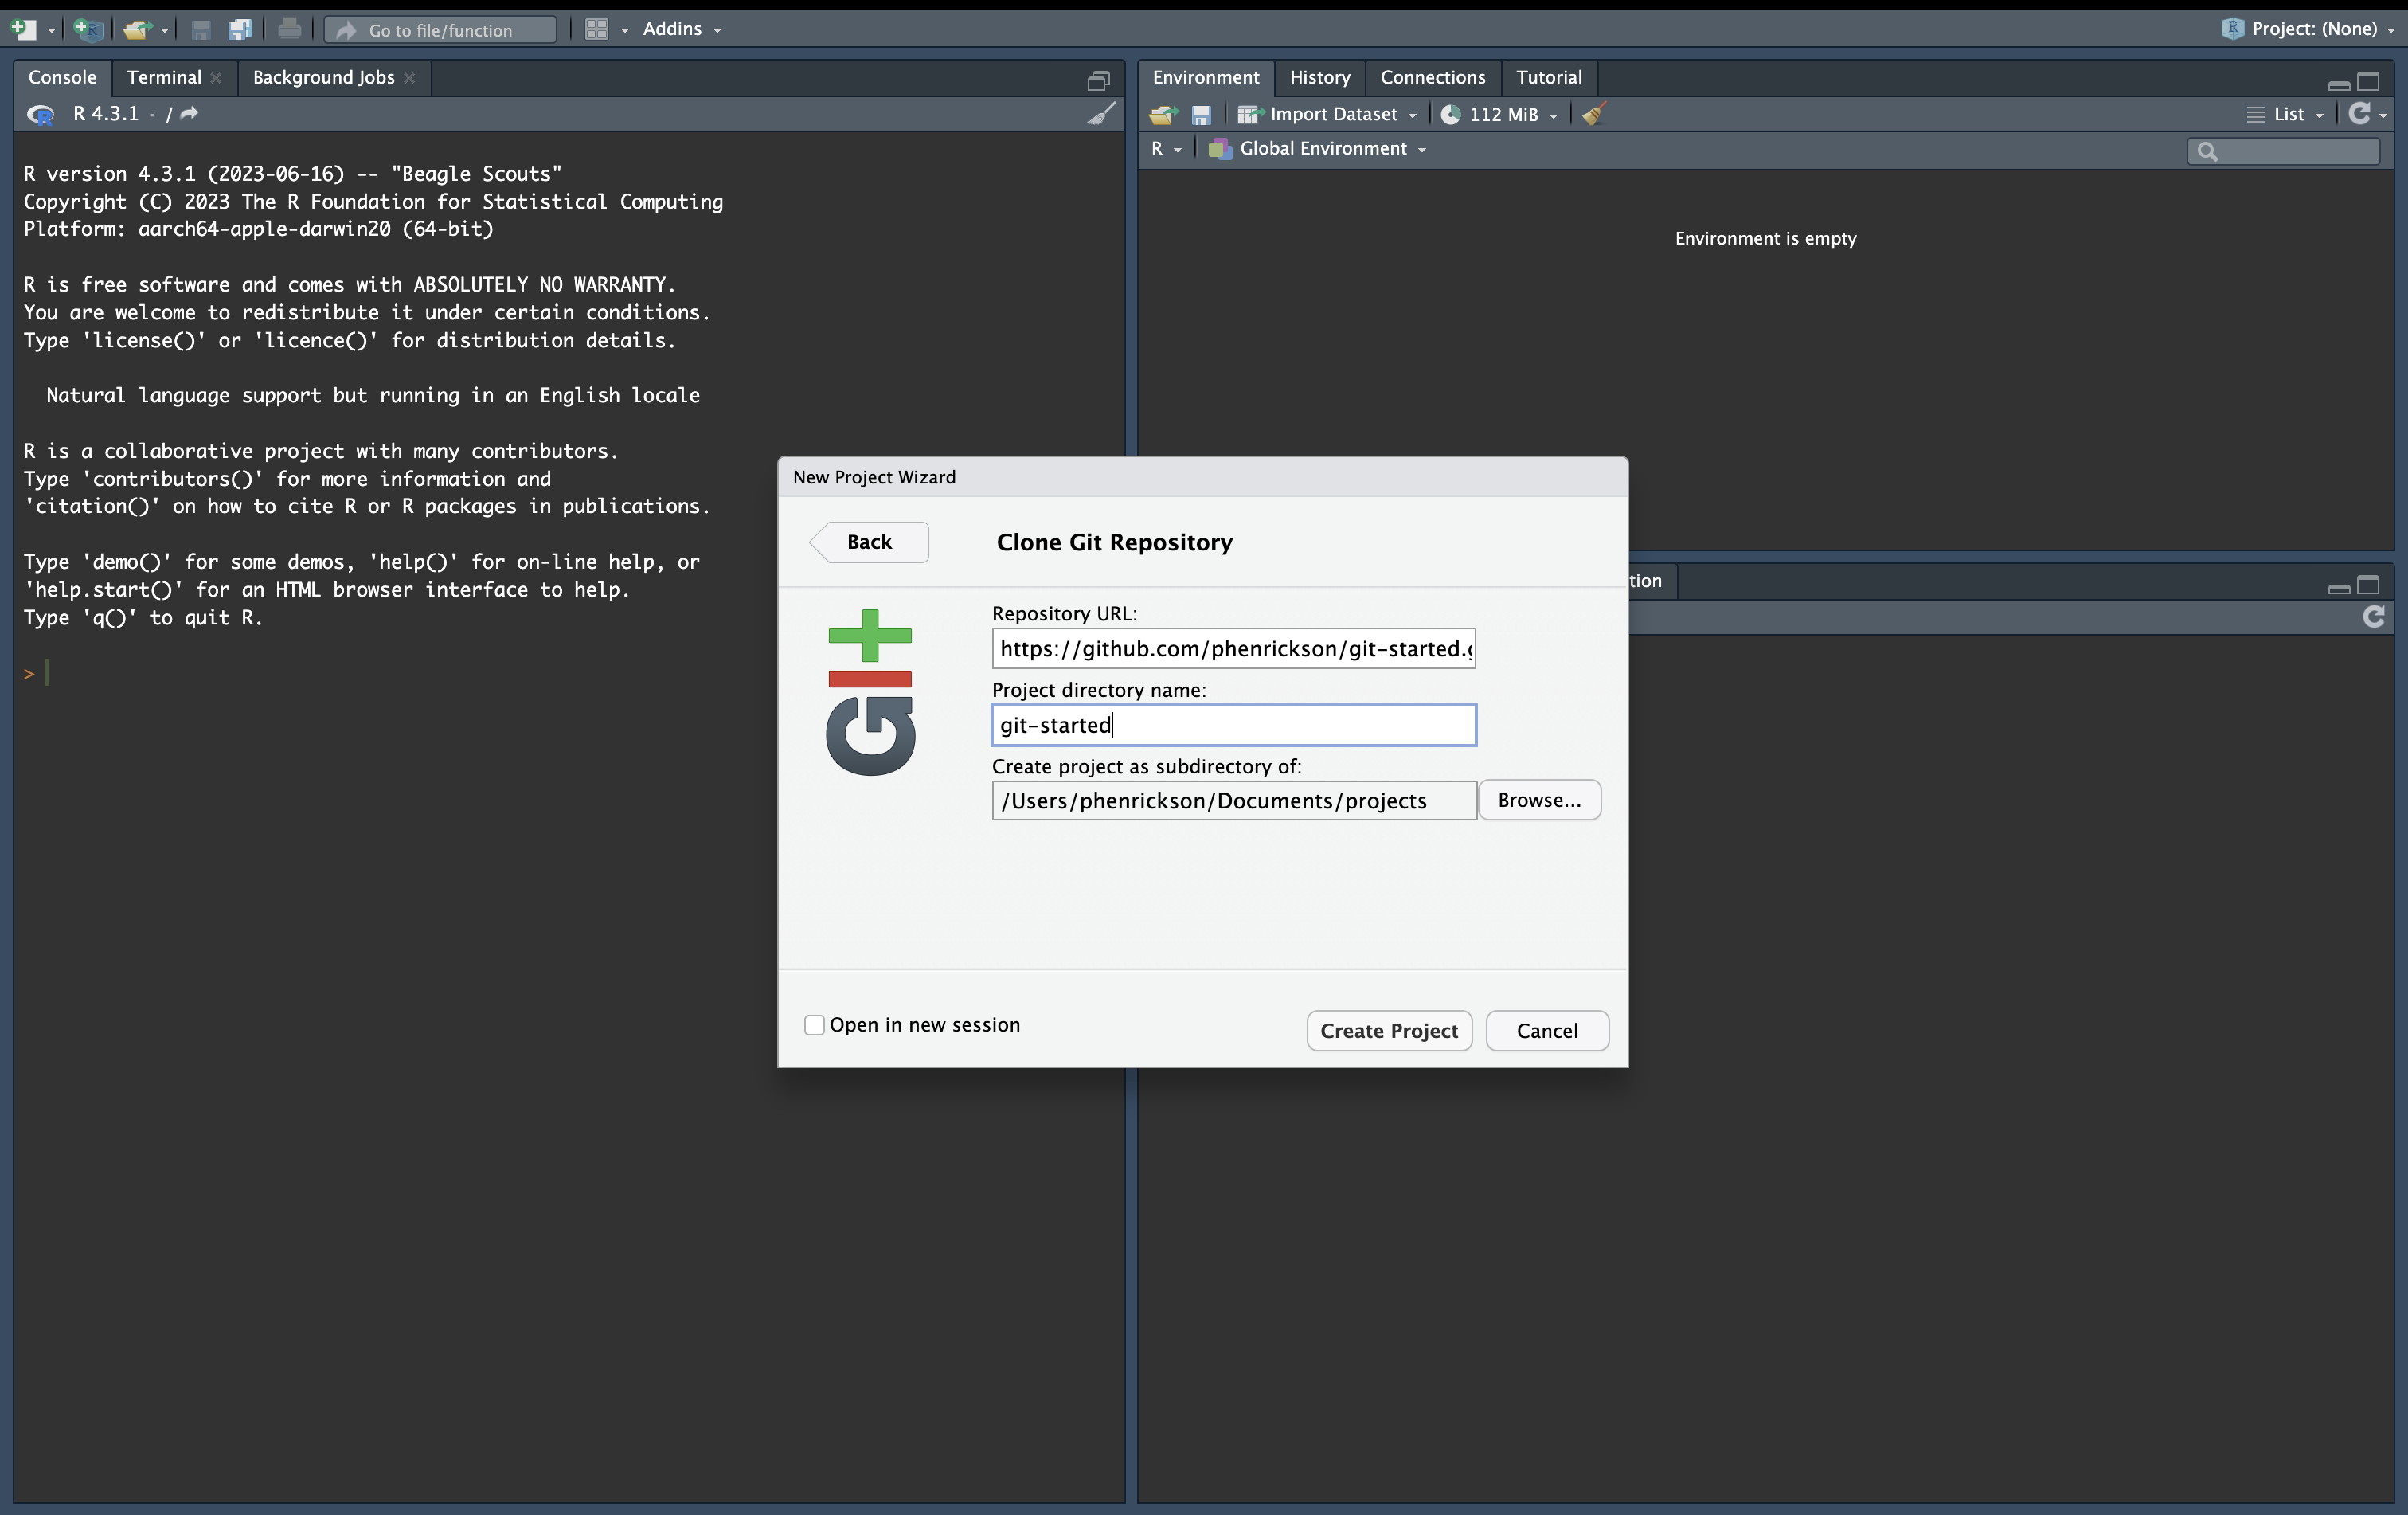 Go to file/function
Addins
Project: (None)
Console
Terminal
Background Jobs
R 4.3.1 · /
R version 4.3.1 (2023-06-16) -- "Beagle Scouts"
Copyright (C) 2023 The R Foundation for Statistical Computing
Platform: aarch64-apple-darwin20 (64-bit)
R is free software and comes with ABSOLUTELY NO WARRANTY.
You are welcome to redistribute it under certain conditions.
Type 'license()' or 'licence()' for distribution details.
Natural language support but running in an English locale
R is a collaborative project with many contributors.
Type 'contributors()' for more information and
'citation()' on how to cite R or R packages in publications.
Type 'demo()' for some demos, 'help()' for on-line help, or
'help.start()' for an HTML browser interface to help.
Type 'q()' to quit R.
>
Environment
History
Connections
Tutorial
Import Dataset
112 MiB
List
R
Global Environment
Environment is empty
tion
New Project Wizard
Back
Clone Git Repository
GIT
Repository URL:
https://github.com/phenrickson/git-started.g
Project directory name:
git-started
Create project as subdirectory of:
/Users/phenrickson/Documents/projects
Browse...
Open in new session
Create Project
Cancel